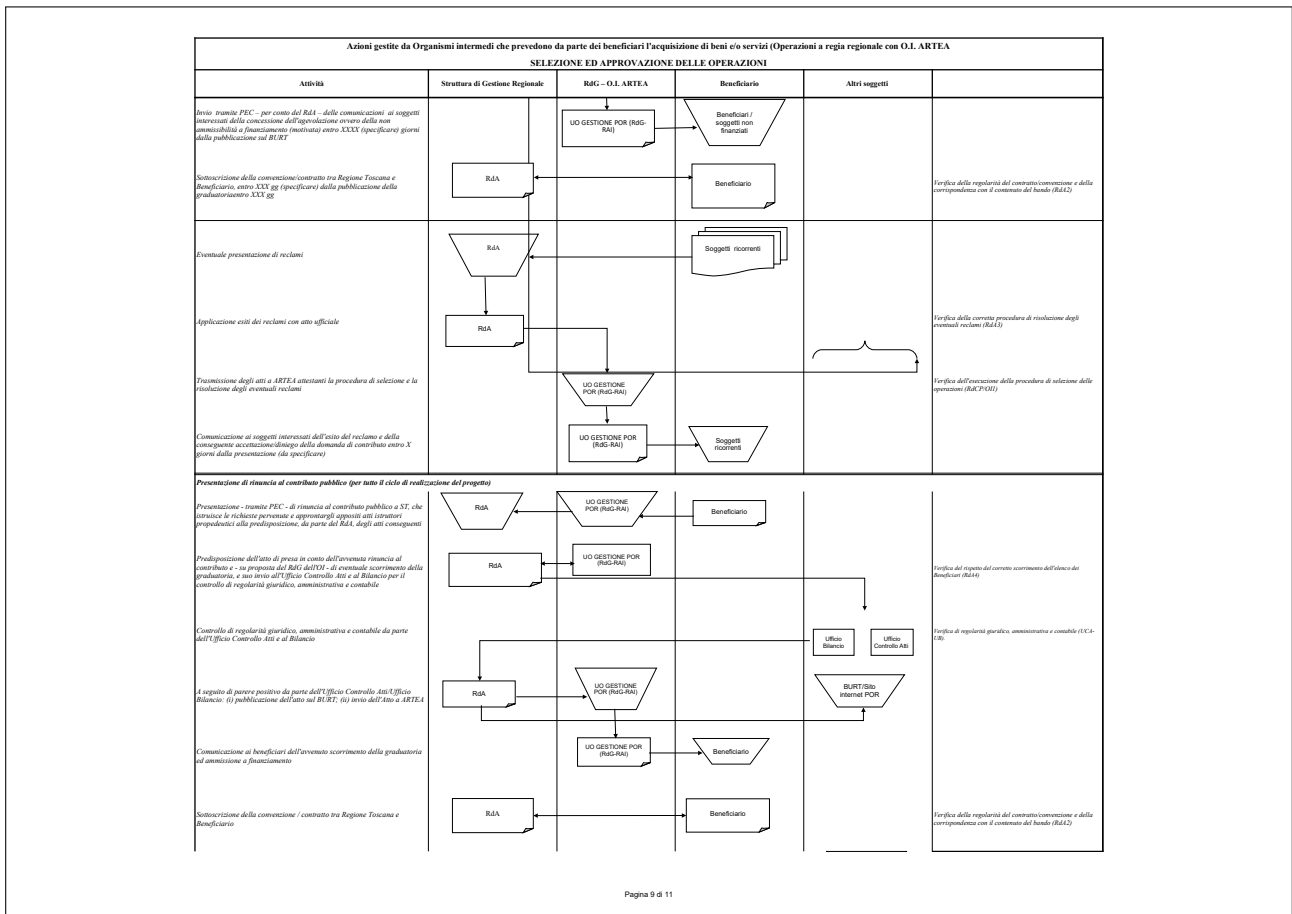 Azioni gestite da Organismi intermedi che prevedono da parte dei beneficiari l'acquisizione di beni e/o servizi (Operazioni a regia regionale con O.I. ARTEA
SELEZIONE ED APPROVAZIONE DELLE OPERAZIONI
Attività
Struttura di Gestione Regionale
RdG – O.I. ARTEA
Beneficiario
Altri soggetti
Invio tramite PEC – per conto del RdA – delle comunicazioni ai soggetti
interessati della concessione dell'agevolazione ovvero della non
ammissibilità a finanziamento (motivata) entro XXXX (specificare) giorni
dalla pubblicazione sul BURT
UO GESTIONE POR (RdG-
RAI)
Beneficiari /
soggetti non
finanziati
Sottoscrizione della convenzione/contratto tra Regione Toscana e
Beneficiario, entro XXX gg (specificare) dalla pubblicazione della
graduatoriaentro XXX gg
RdA
Beneficiario
Verifica della regolarità del contratto/convenzione e della
corrispondenza con il contenuto del bando (RdA2)
Eventuale presentazione di reclami
RdA
Soggetti ricorrenti
Applicazione esiti dei reclami con atto ufficiale
RdA
Verifica della corretta procedura di risoluzione degli
eventuali reclami (RdA3)
Trasmissione degli atti a ARTEA attestanti la procedura di selezione e la
risoluzione degli eventuali reclami
UO GESTIONE
POR (RdG-RAI)
Verifica dell'esecuzione della procedura di selezione delle
operazioni (RdCP/OI1)
Comunicazione ai soggetti interessati dell'esito del reclamo e della
conseguente accettazione/diniego della domanda di contributo entro X
giorni dalla presentazione (da specificare)
UO GESTIONE POR
(RdG-RAI)
Soggetti
ricorrenti
Presentazione di rinuncia al contributo pubblico (per tutto il ciclo di realizzazione del progetto)
Presentazione - tramite PEC - di rinuncia al contributo pubblico a ST, che
istruisce le richieste pervenute e approntargli appositi atti istruttori
propedeutici alla predisposizione, da parte del RdA, degli atti conseguenti
RdA
UO GESTIONE
POR (RdG-RAI)
Beneficiario
Predisposizione dell'atto di presa in conto dell'avvenuta rinuncia al
contributo e - su proposta del RdG dell'OI - di eventuale scorrimento della
graduatoria, e suo invio all'Ufficio Controllo Atti e al Bilancio per il
controllo di regolarità giuridico, amministrativa e contabile
RdA
UO GESTIONE POR
(RdG-RAI)
Verifica del rispetto del corretto scorrimento dell'elenco dei
Beneficiari (RdA4)
Controllo di regolarità giuridico, amministrativa e contabile da parte
dell'Ufficio Controllo Atti e al Bilancio
Ufficio
Bilancio
Ufficio
Controllo Atti
Verifica di regolarità giuridico, amministrativa e contabile (UCA-
UB).
A seguito di parere positivo da parte dell'Ufficio Controllo Atti/Ufficio
Bilancio: (i) pubblicazione dell'atto sul BURT; (ii) invio dell'Atto a ARTEA
RdA
UO GESTIONE
POR (RdG-RAI)
BURT/Sito
internet POR
Comunicazione ai beneficiari dell'avvenuto scorrimento della graduatoria
ed ammissione a finanziamento
UO GESTIONE POR
(RdG-RAI)
Beneficiario
Sottoscrizione della convenzione / contratto tra Regione Toscana e
Beneficiario
RdA
Beneficiario
Verifica della regolarità del contratto/convenzione e della
corrispondenza con il contenuto del bando (RdA2)
Pagina 9 di 11